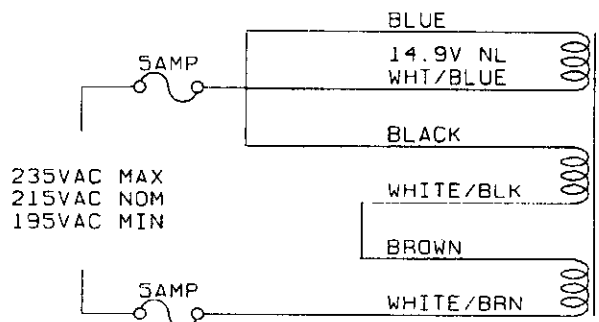 BLUE
5AMP
14.9V NL
WHT/BLUE
BLACK
235VAC MAX
215VAC NOM
195VAC MIN
WHITE/BLK
BROWN
5AMP
WHITE/BRN